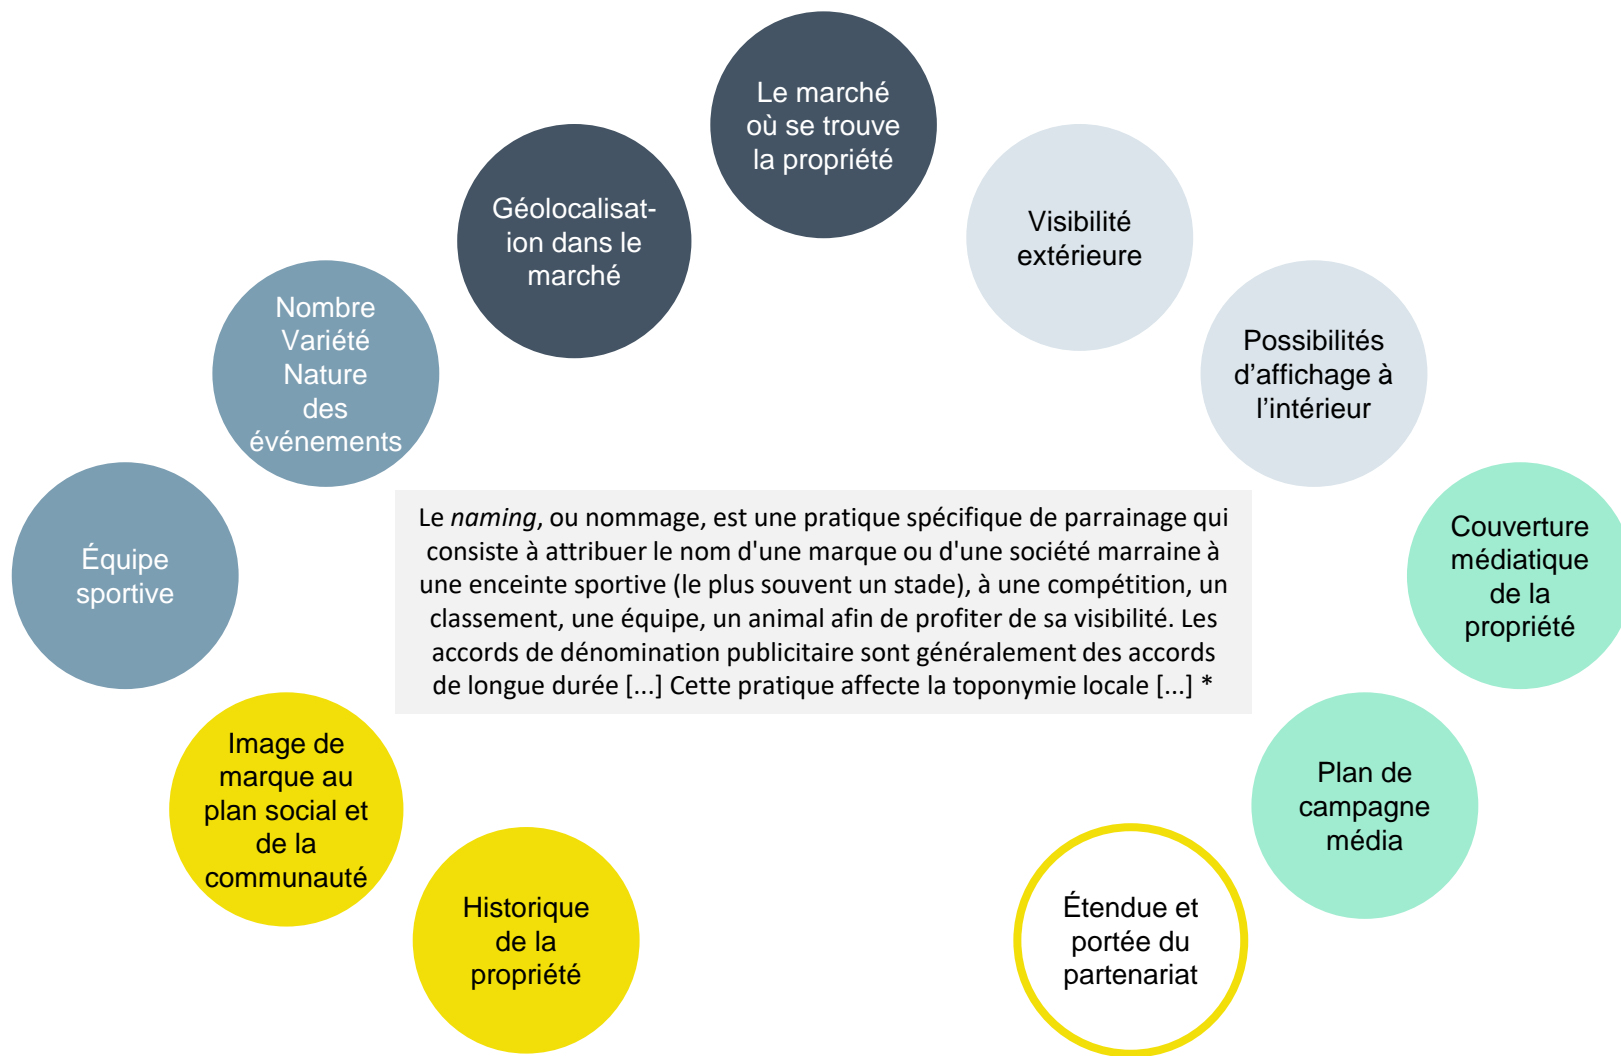 Le marché
où se trouve
la propriété
Géolocalisat-
ion dans le
marché
Visibilité
extérieure
Nombre
Variété
Nature
des
événements
Possibilités
d’affichage à
l’intérieur
Équipe
sportive
Le naming, ou nommage, est une pratique spécifique de parrainage qui
consiste à attribuer le nom d'une marque ou d'une société marraine à
une enceinte sportive (le plus souvent un stade), à une compétition, un
classement, une équipe, un animal afin de profiter de sa visibilité. Les
accords de dénomination publicitaire sont généralement des accords
de longue durée [...] Cette pratique affecte la toponymie locale [...] *
Couverture
médiatique
de la
propriété
Image de
marque au
plan social et
de la
communauté
Plan de
campagne
média
Historique
de la
propriété
Étendue et
portée du
partenariat